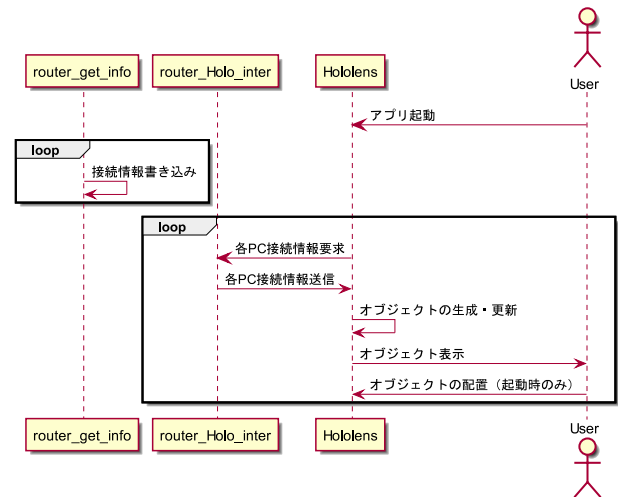 router_get_info
router_Holo_inter
Hololens
User
アプリ起動
loop
接続情報書き込み
loop
各PC接続情報要求
各PC接続情報送信
オブジェクトの生成・更新
オブジェクト表示
オブジェクトの配置（起動時のみ）
router_get_info
router_Holo_inter
Hololens
User